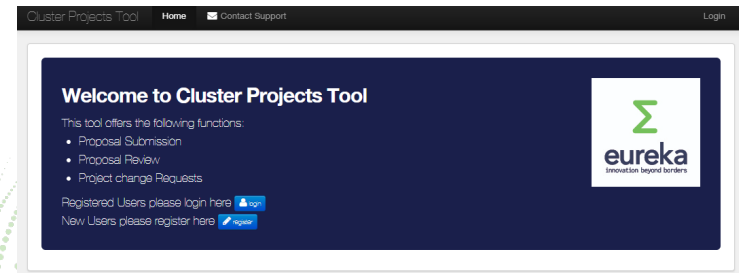 Cluster Projects Tool Home Contact Support Login
Welcome to Cluster Projects Tool
This tool offers the following functions:
Proposal Submission
Proposal Review
Project change Requests
Registered Users please login here login
New Users please register here register
eureka
innovation beyond borders